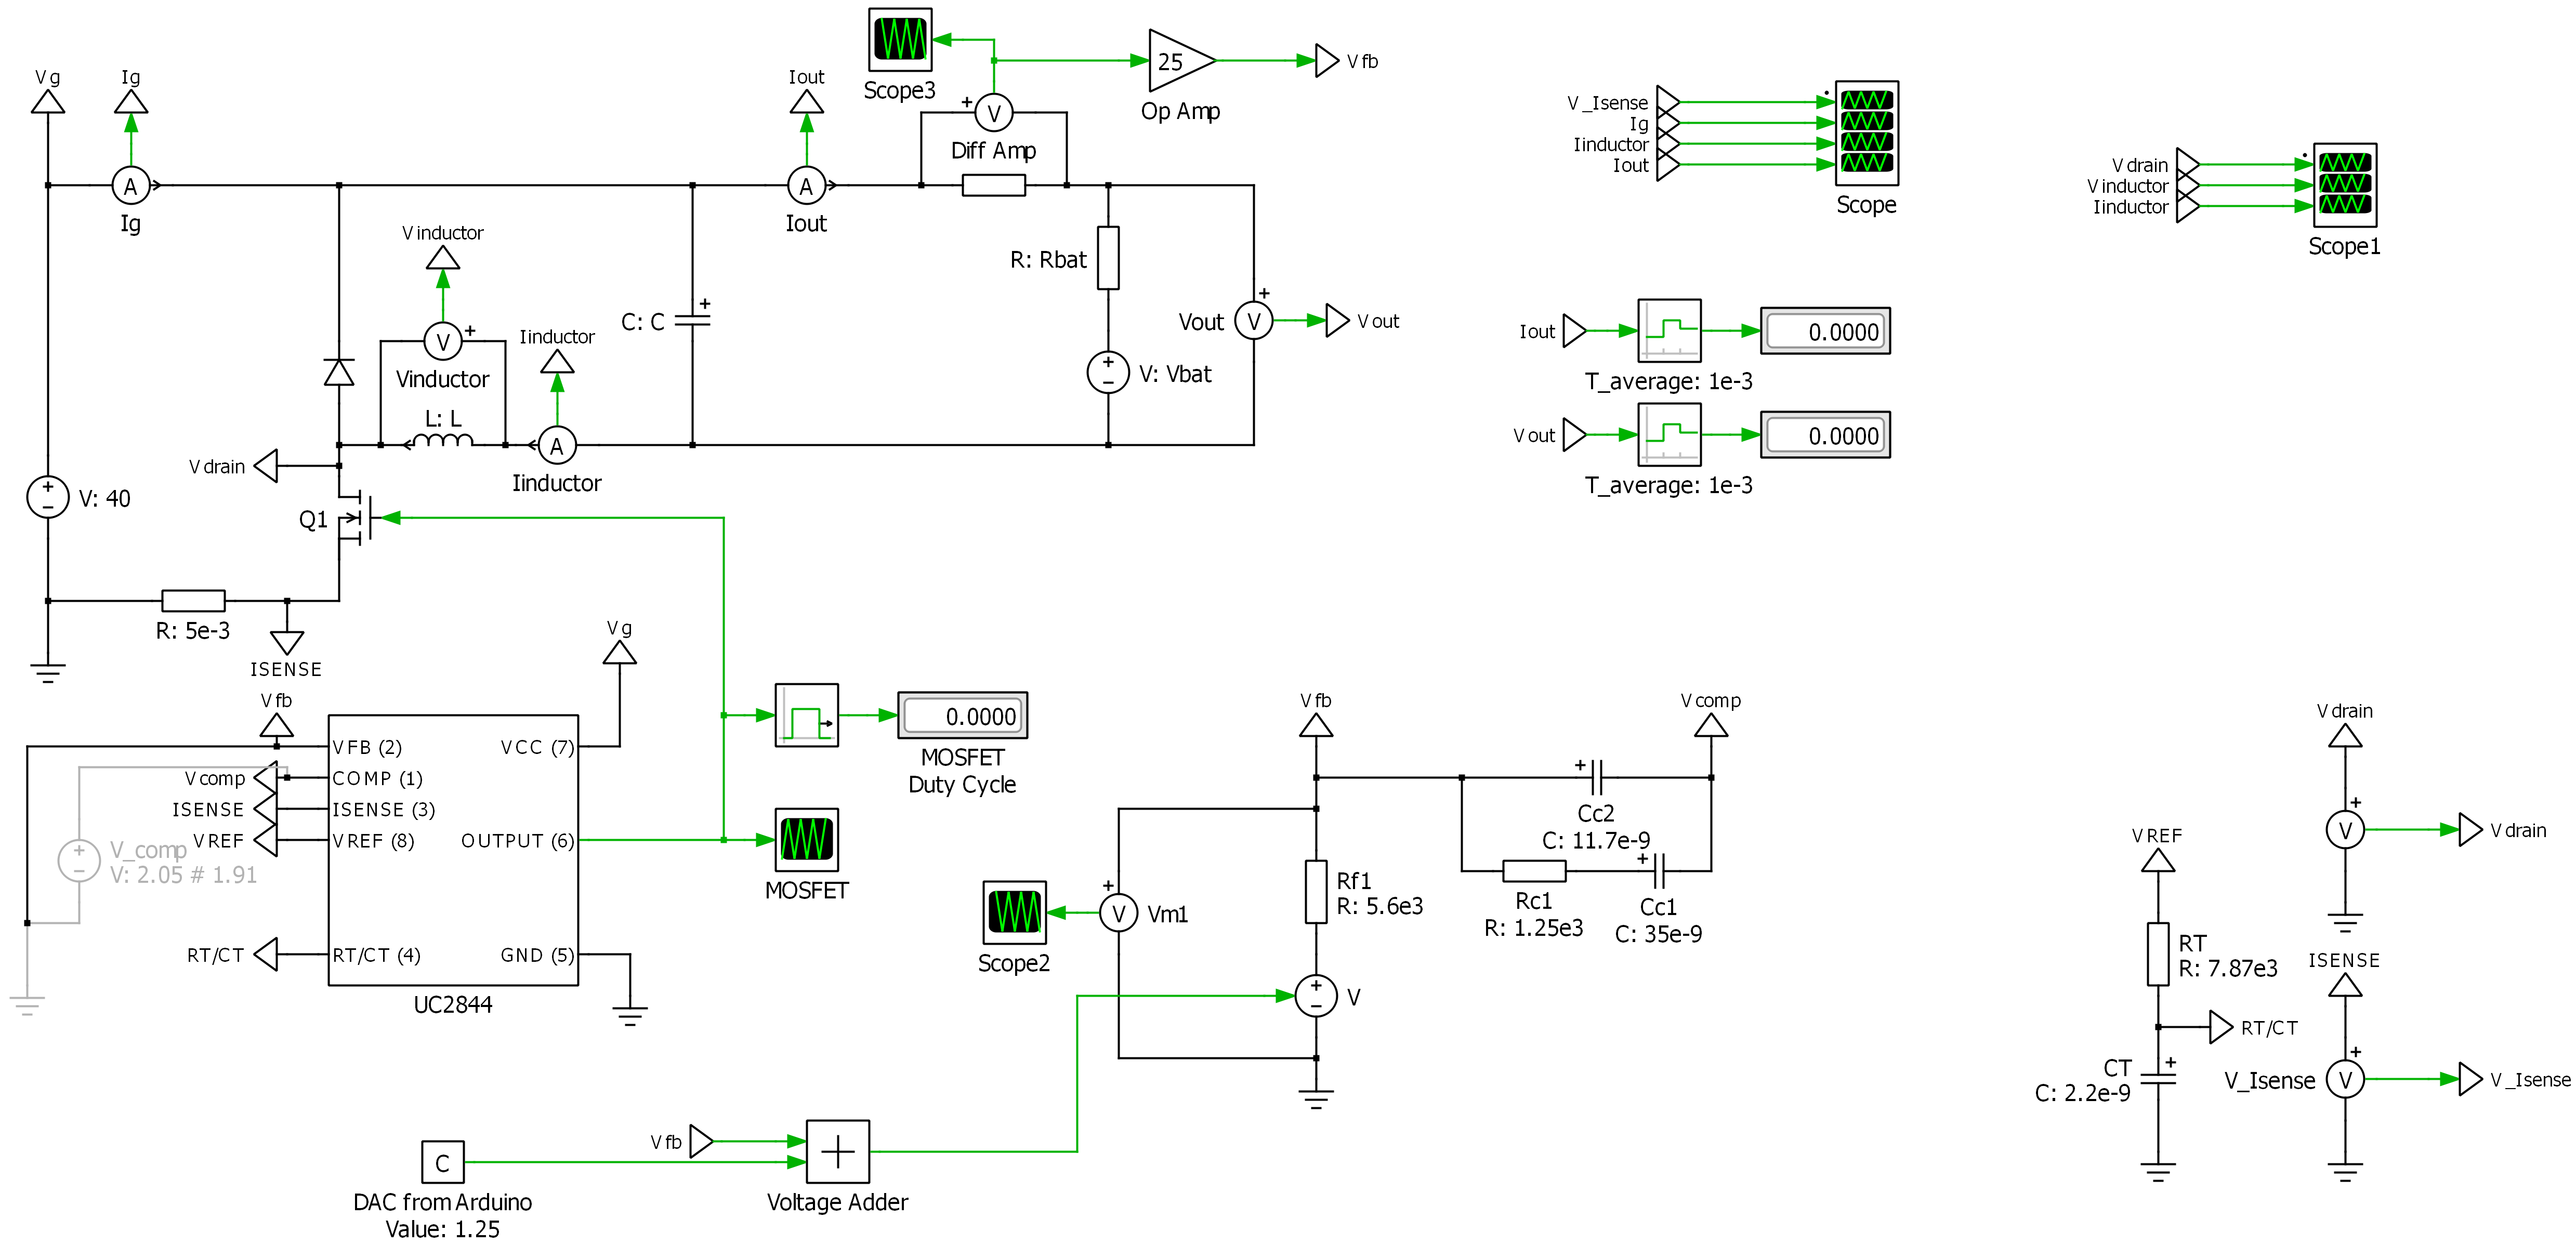 Scope3
25
Op Amp
Vfb
Vg
Ig
A
Ig
Iout
A
Iout
V
Diff Amp
V_Isense
Ig
Iinductor
Iout
Scope
Vdrain
Vinductor
Iinductor
Scope1
Vinductor
V
Vinductor
L: L
Iinductor
A
Iinductor
C: C
R: Rbat
V: Vbat
Vout
V
Vout
Iout
0.0000
T_average: 1e-3
Vout
0.0000
T_average: 1e-3
Vdrain
V: 40
Q1
R: 5e-3
ISENSE
Vfb
Vg
VFB (2)
VCC (7)
Vcomp
COMP (1)
ISENSE
ISENSE (3)
VREF
VREF (8)
OUTPUT (6)
V_comp
V: 2.05 # 1.91
RT/CT
RT/CT (4)
GND (5)
UC2844
0.0000
MOSFET
Duty Cycle
MOSFET
Vfb
Vcomp
Cc2
C: 11.7e-9
Rc1
R: 1.25e3
Cc1
C: 35e-9
Rf1
R: 5.6e3
V
Vm1
Scope2
V
Vfb
C
DAC from Arduino
Value: 1.25
Voltage Adder
VREF
RT
R: 7.87e3
RT/CT
CT
C: 2.2e-9
Vdrain
V
Vdrain
ISENSE
V_Isense
V
V_Isense